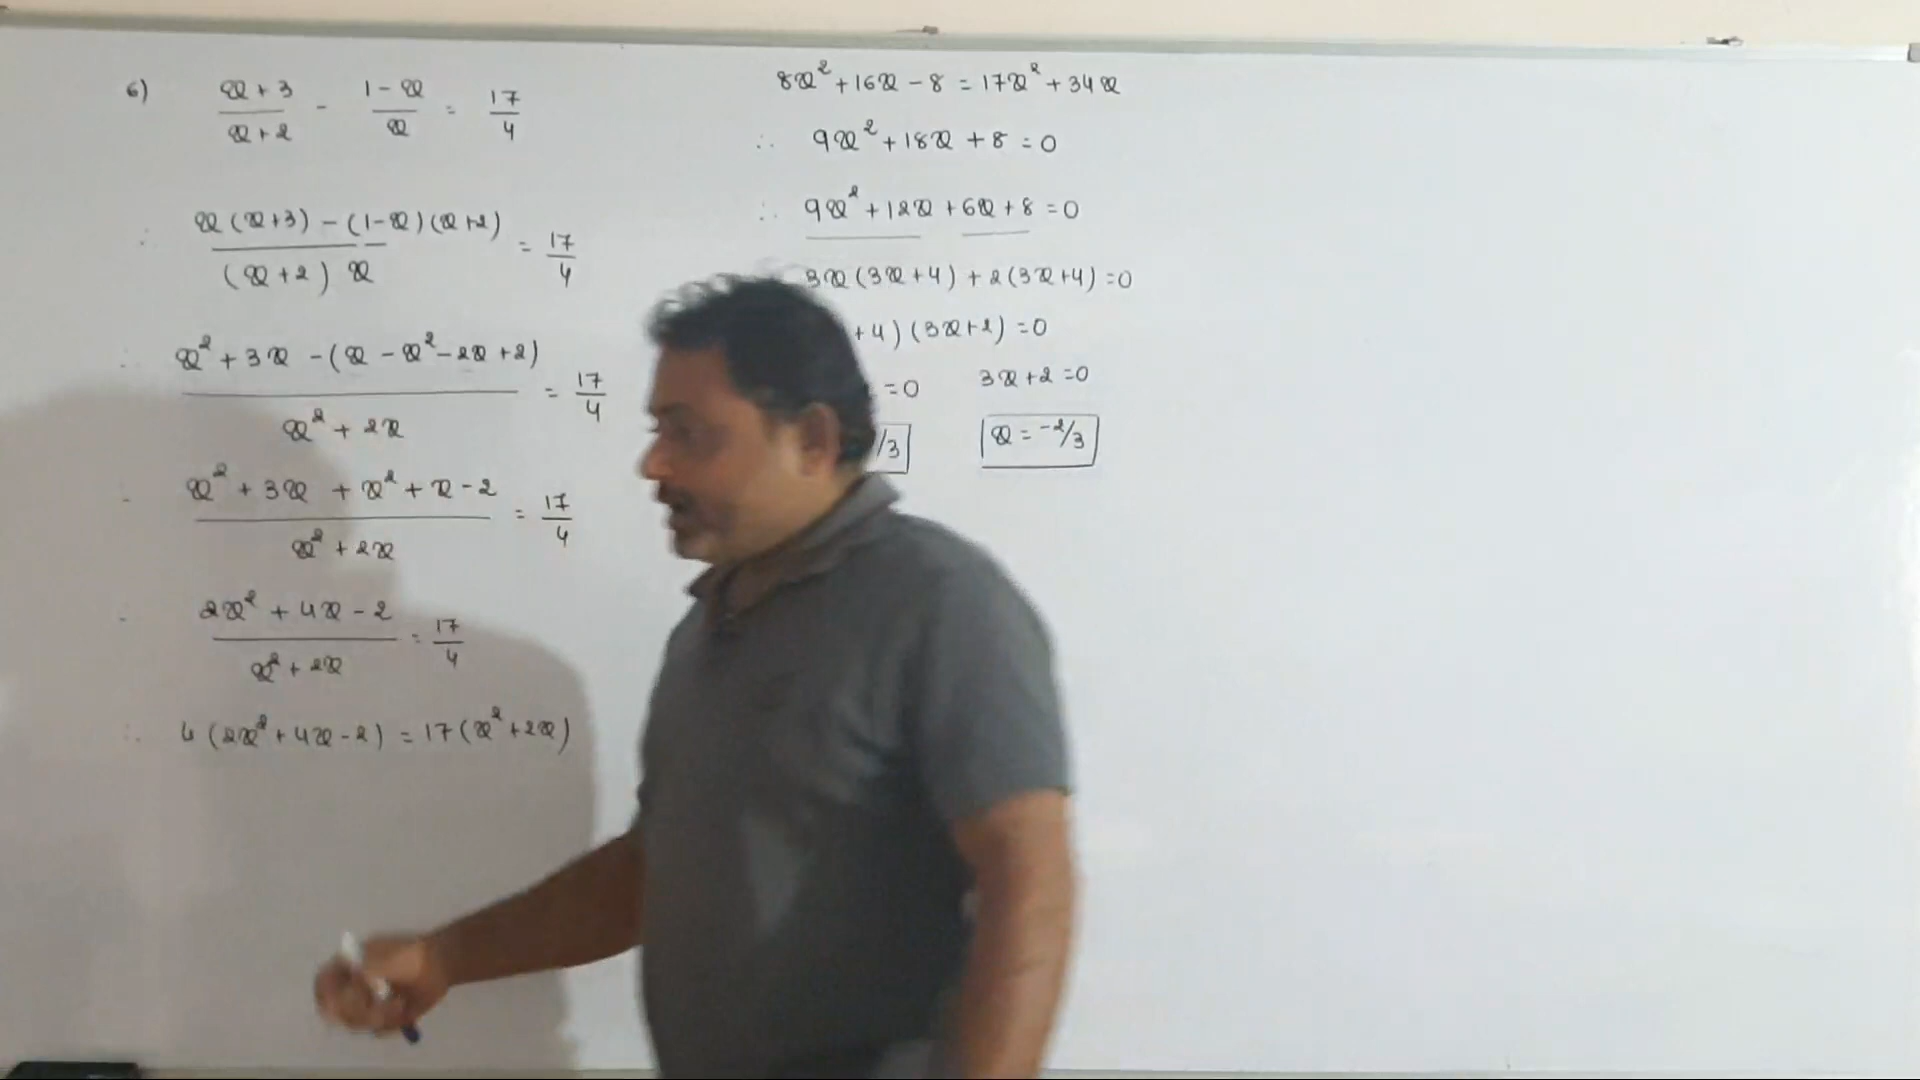 6) (x + 3)/(x + 2) - (1 - x)/x = 17/4
∴ (x(x+3) - (1-x)(x+2))/((x+2) x) = 17/4
∴ (x² + 3x - (x - x² - 2x + 2))/(x² + 2x) = 17/4
(x² + 3x + x² + x - 2)/(x² + 2x) = 17/4
(2x² + 4x - 2)/(x² + 2x) = 17/4
∴ 4(2x² + 4x - 2) = 17(x² + 2x)
8x² + 16x - 8 = 17x² + 34x
∴ 9x² + 18x + 8 = 0
∴ 9x² + 12x + 6x + 8 = 0
3x(3x+4) + 2(3x+4) = 0
+4)(3x+2) = 0
= 0 3x + 2 = 0
/3 x = -2/3